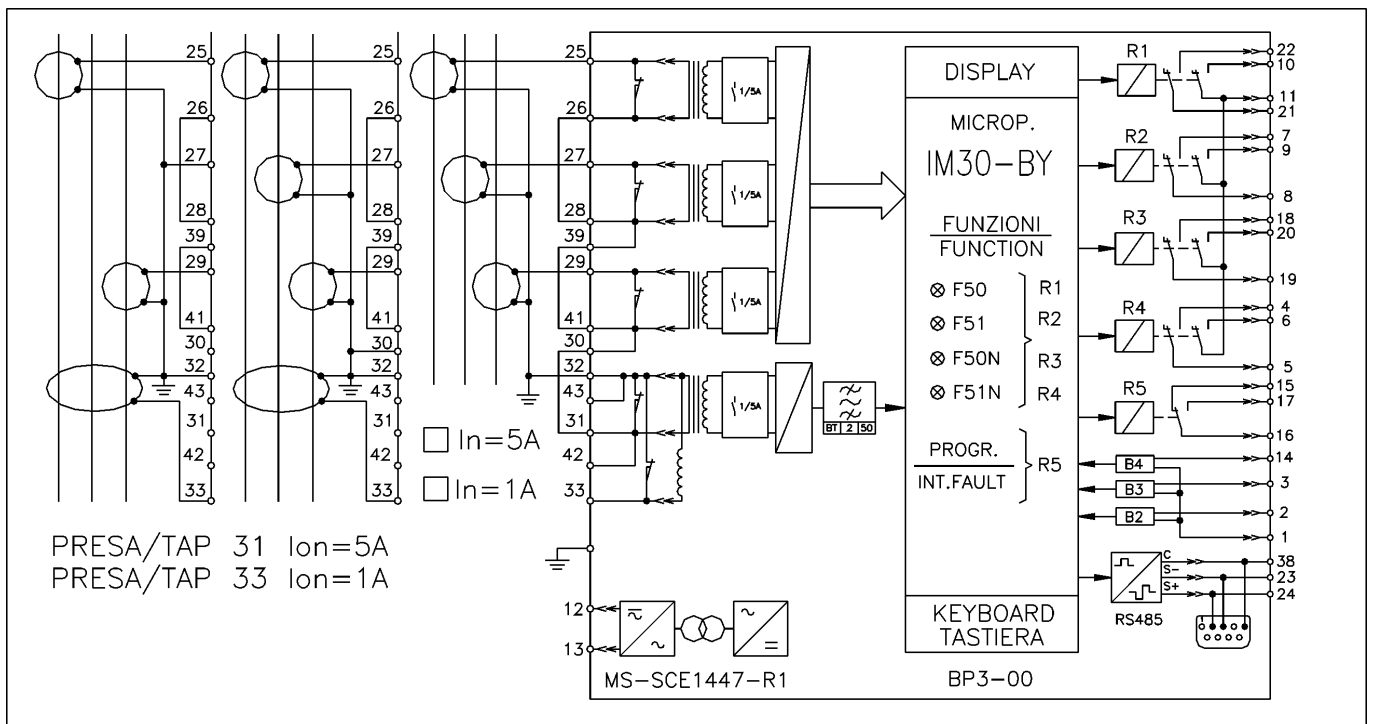 25
26
27
28
39
29
41
30
32
43
31
42
33
25
26
27
28
39
29
41
30
32
43
31
42
33
25
26
27
28
39
29
41
30
32
43
31
42
33
In=5A
In=1A
PRESA/TAP 31 Ion=5A
PRESA/TAP 33 Ion=1A
12
13
1/5A
1/5A
1/5A
1/5A
BT 2 50
MS-SCE1447-R1
DISPLAY
MICROP.
IM30-BY
FUNZIONI
FUNCTION
F50 R1
F51 R2
F50N R3
F51N R4
PROGR.
INT.FAULT
R5
KEYBOARD
TASTIERA
BP3-00
R1
22
10
11
21
R2
7
9
8
R3
18
20
19
R4
4
6
5
R5
15
17
16
B4
14
B3
3
B2
2
1
C
38
S-
23
S+
24
RS485
1